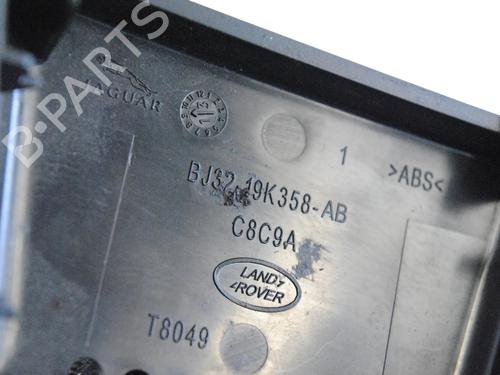 B-PARTS
JAGUAR
1 >ABS<
BJ32-19K358-AB
C8C9A
LAND
ROVER
T8049